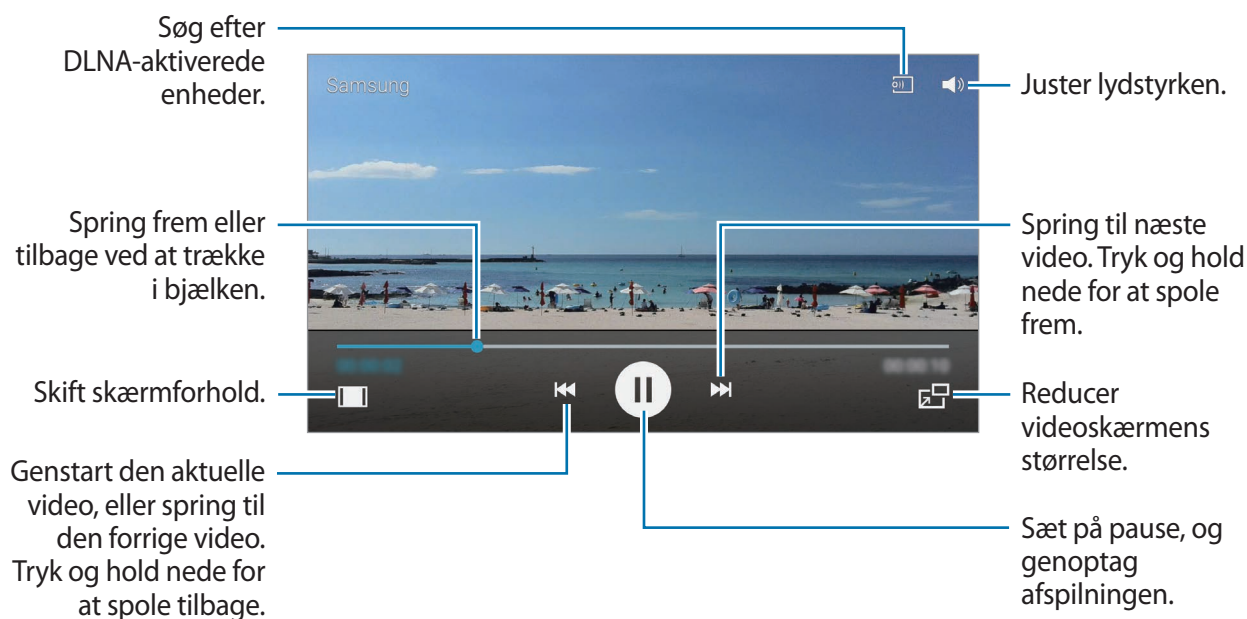 Søg efter
DLNA-aktiverede
enheder.
Samsung
Juster lydstyrken.
Spring frem eller
tilbage ved at trække
i bjælken.
Spring til næste
video. Tryk og hold
nede for at spole
frem.
Skift skærmforhold.
Reducer
videoskærmens
størrelse.
Genstart den aktuelle
video, eller spring til
den forrige video.
Tryk og hold nede for
at spole tilbage.
Sæt på pause, og
genoptag
afspilningen.